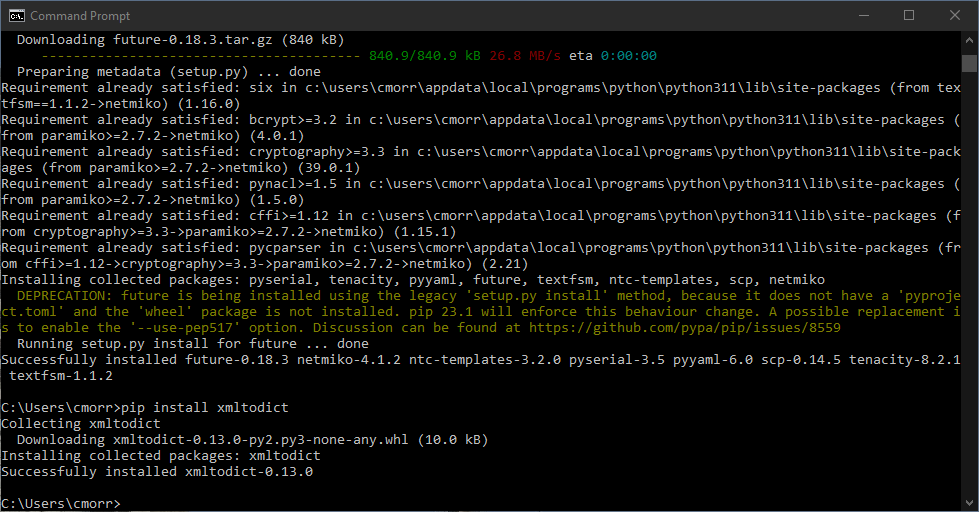 Command Prompt
Downloading future-0.18.3.tar.gz (840 kB)
---------------------------------------- 840.9/840.9 kB 26.8 MB/s eta 0:00:00
Preparing metadata (setup.py) ... done
Requirement already satisfied: six in c:\users\cmorr\appdata\local\programs\python\python311\lib\site-packages (from tex
tfsm==1.1.2->netmiko) (1.16.0)
Requirement already satisfied: bcrypt>=3.2 in c:\users\cmorr\appdata\local\programs\python\python311\lib\site-packages (
from paramiko>=2.7.2->netmiko) (4.0.1)
Requirement already satisfied: cryptography>=3.3 in c:\users\cmorr\appdata\local\programs\python\python311\lib\site-pack
ages (from paramiko>=2.7.2->netmiko) (39.0.1)
Requirement already satisfied: pynacl>=1.5 in c:\users\cmorr\appdata\local\programs\python\python311\lib\site-packages (
from paramiko>=2.7.2->netmiko) (1.5.0)
Requirement already satisfied: cffi>=1.12 in c:\users\cmorr\appdata\local\programs\python\python311\lib\site-packages (f
rom cryptography>=3.3->paramiko>=2.7.2->netmiko) (1.15.1)
Requirement already satisfied: pycparser in c:\users\cmorr\appdata\local\programs\python\python311\lib\site-packages (fr
om cffi>=1.12->cryptography>=3.3->paramiko>=2.7.2->netmiko) (2.21)
Installing collected packages: pyserial, tenacity, pyyaml, future, textfsm, ntc-templates, scp, netmiko
DEPRECATION: future is being installed using the legacy 'setup.py install' method, because it does not have a 'pyproje
ct.toml' and the 'wheel' package is not installed. pip 23.1 will enforce this behaviour change. A possible replacement i
s to enable the '--use-pep517' option. Discussion can be found at https://github.com/pypa/pip/issues/8559
Running setup.py install for future ... done
Successfully installed future-0.18.3 netmiko-4.1.2 ntc-templates-3.2.0 pyserial-3.5 pyyaml-6.0 scp-0.14.5 tenacity-8.2.1
textfsm-1.1.2
C:\Users\cmorr>pip install xmltodict
Collecting xmltodict
Downloading xmltodict-0.13.0-py2.py3-none-any.whl (10.0 kB)
Installing collected packages: xmltodict
Successfully installed xmltodict-0.13.0
C:\Users\cmorr>